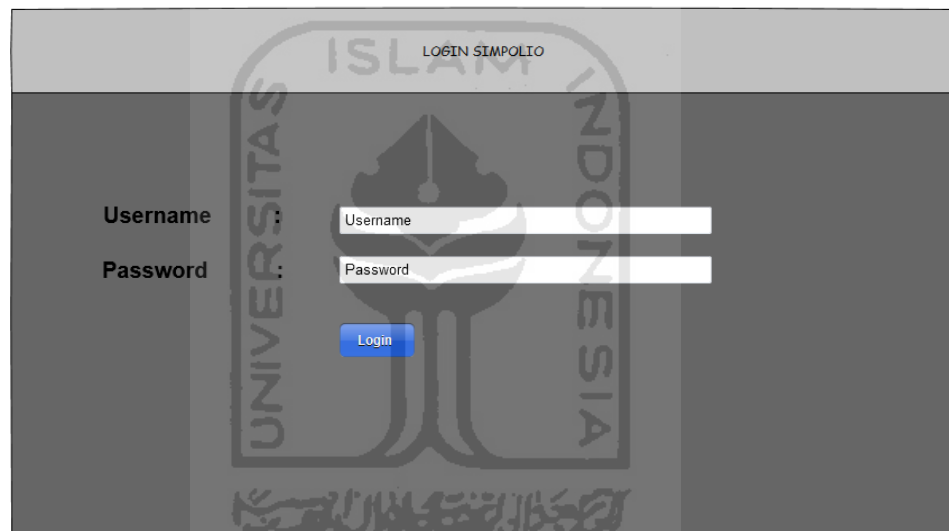 LOGIN SIMPOLIO
UNIVERSITAS
ISLAM
INDONESIA
Username :
Username
Password :
Password
Login